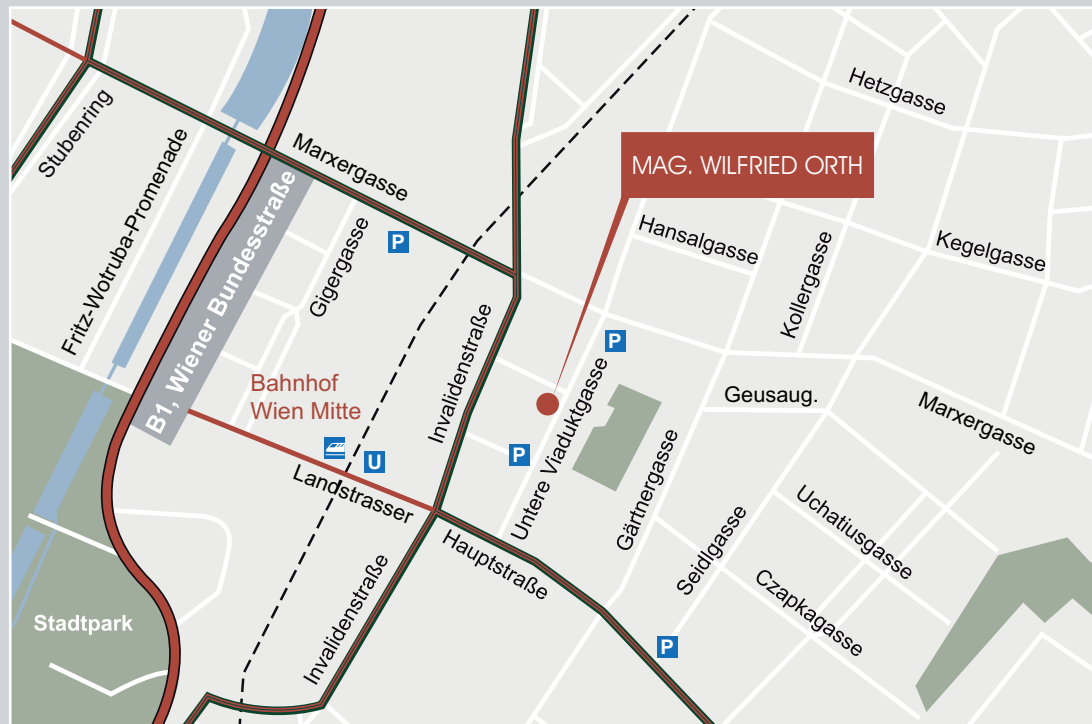 Hetzgasse
Stubenring
Marxergasse
MAG. WILFRIED ORTH
Fritz-Wotruba-Promenade
B1, Wiener Bundesstraße
Hansalgasse
Kegelgasse
P
Gigergasse
Kollergasse
Invalidenstraße
P
Bahnhof
Wien Mitte
Untere Viaduktgasse
Geusaug.
Marxergasse
P
U
Landstrasser
Gärtnergasse
Uchatiusgasse
Hauptstraße
Seidlgasse
Czapkagasse
Invalidenstraße
Stadtpark
P